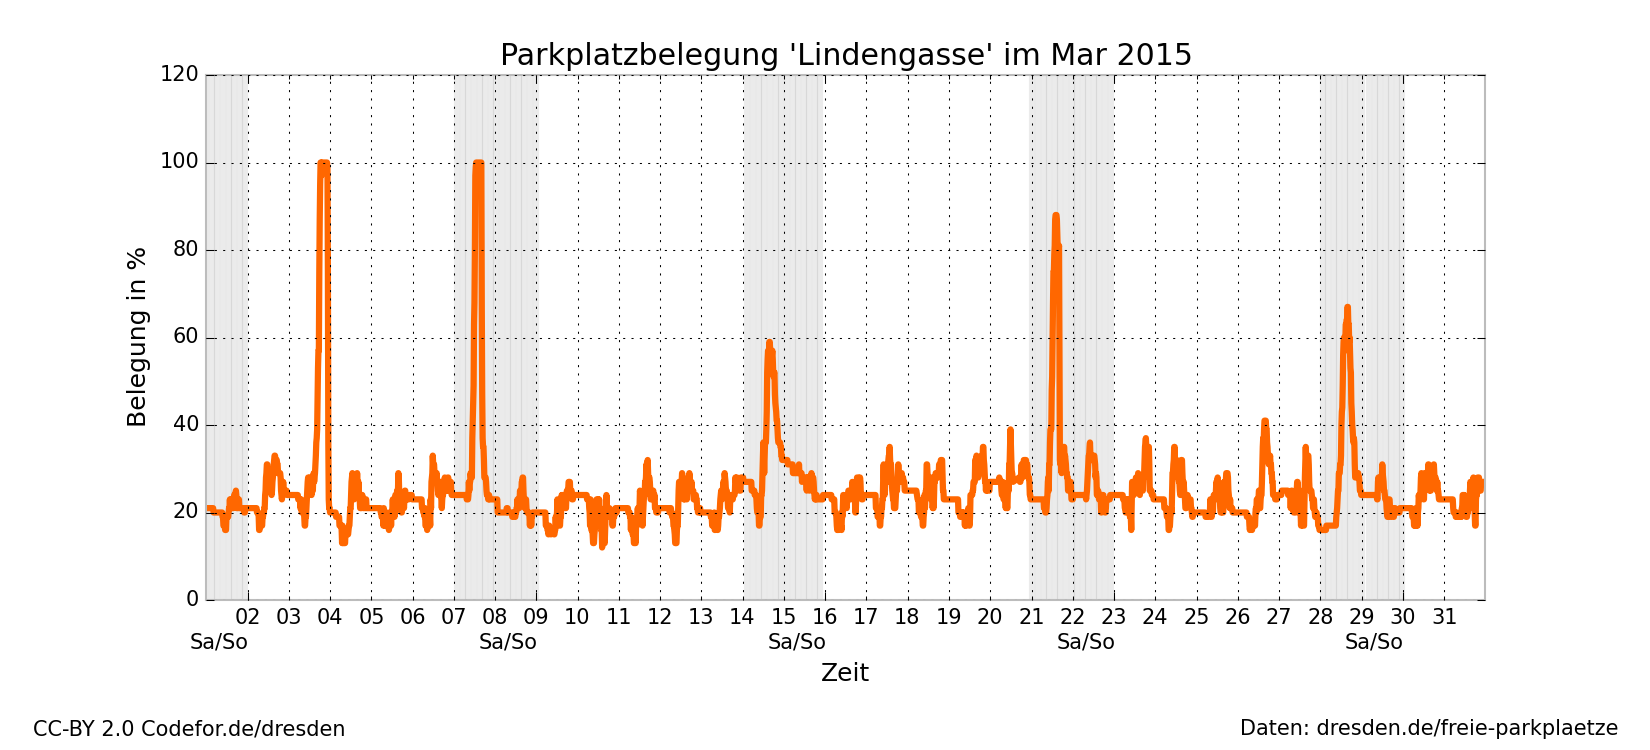 Parkplatzbelegung 'Lindengasse' im Mar 2015
120
100
80
60
40
20
0
Belegung in %
02 03 04 05 06 07 08 09 10 11 12 13 14 15 16 17 18 19 20 21 22 23 24 25 26 27 28 29 30 31
Sa/So Sa/So Sa/So Sa/So Sa/So
Zeit
CC-BY 2.0 Codefor.de/dresden
Daten: dresden.de/freie-parkplaetze